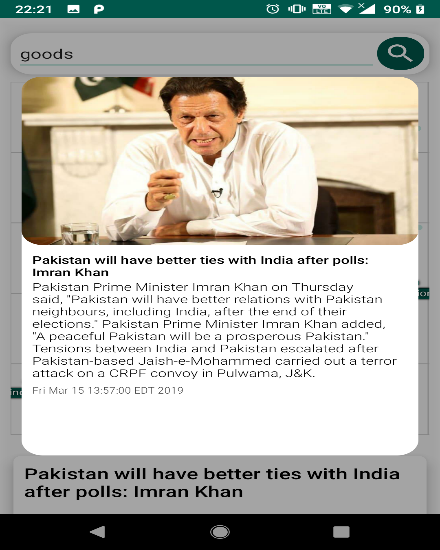 22:21 VO LTE 90%
goods
Pakistan will have better ties with India after polls:
Imran Khan
Pakistan Prime Minister Imran Khan on Thursday
said, "Pakistan will have better relations with Pakistan
neighbours, including India, after the end of their
elections." Pakistan Prime Minister Imran Khan added,
"A peaceful Pakistan will be a prosperous Pakistan."
Tensions between India and Pakistan escalated after
Pakistan-based Jaish-e-Mohammed carried out a terror
attack on a CRPF convoy in Pulwama, J&K.
Fri Mar 15 13:57:00 EDT 2019
Pakistan will have better ties with India
after polls: Imran Khan